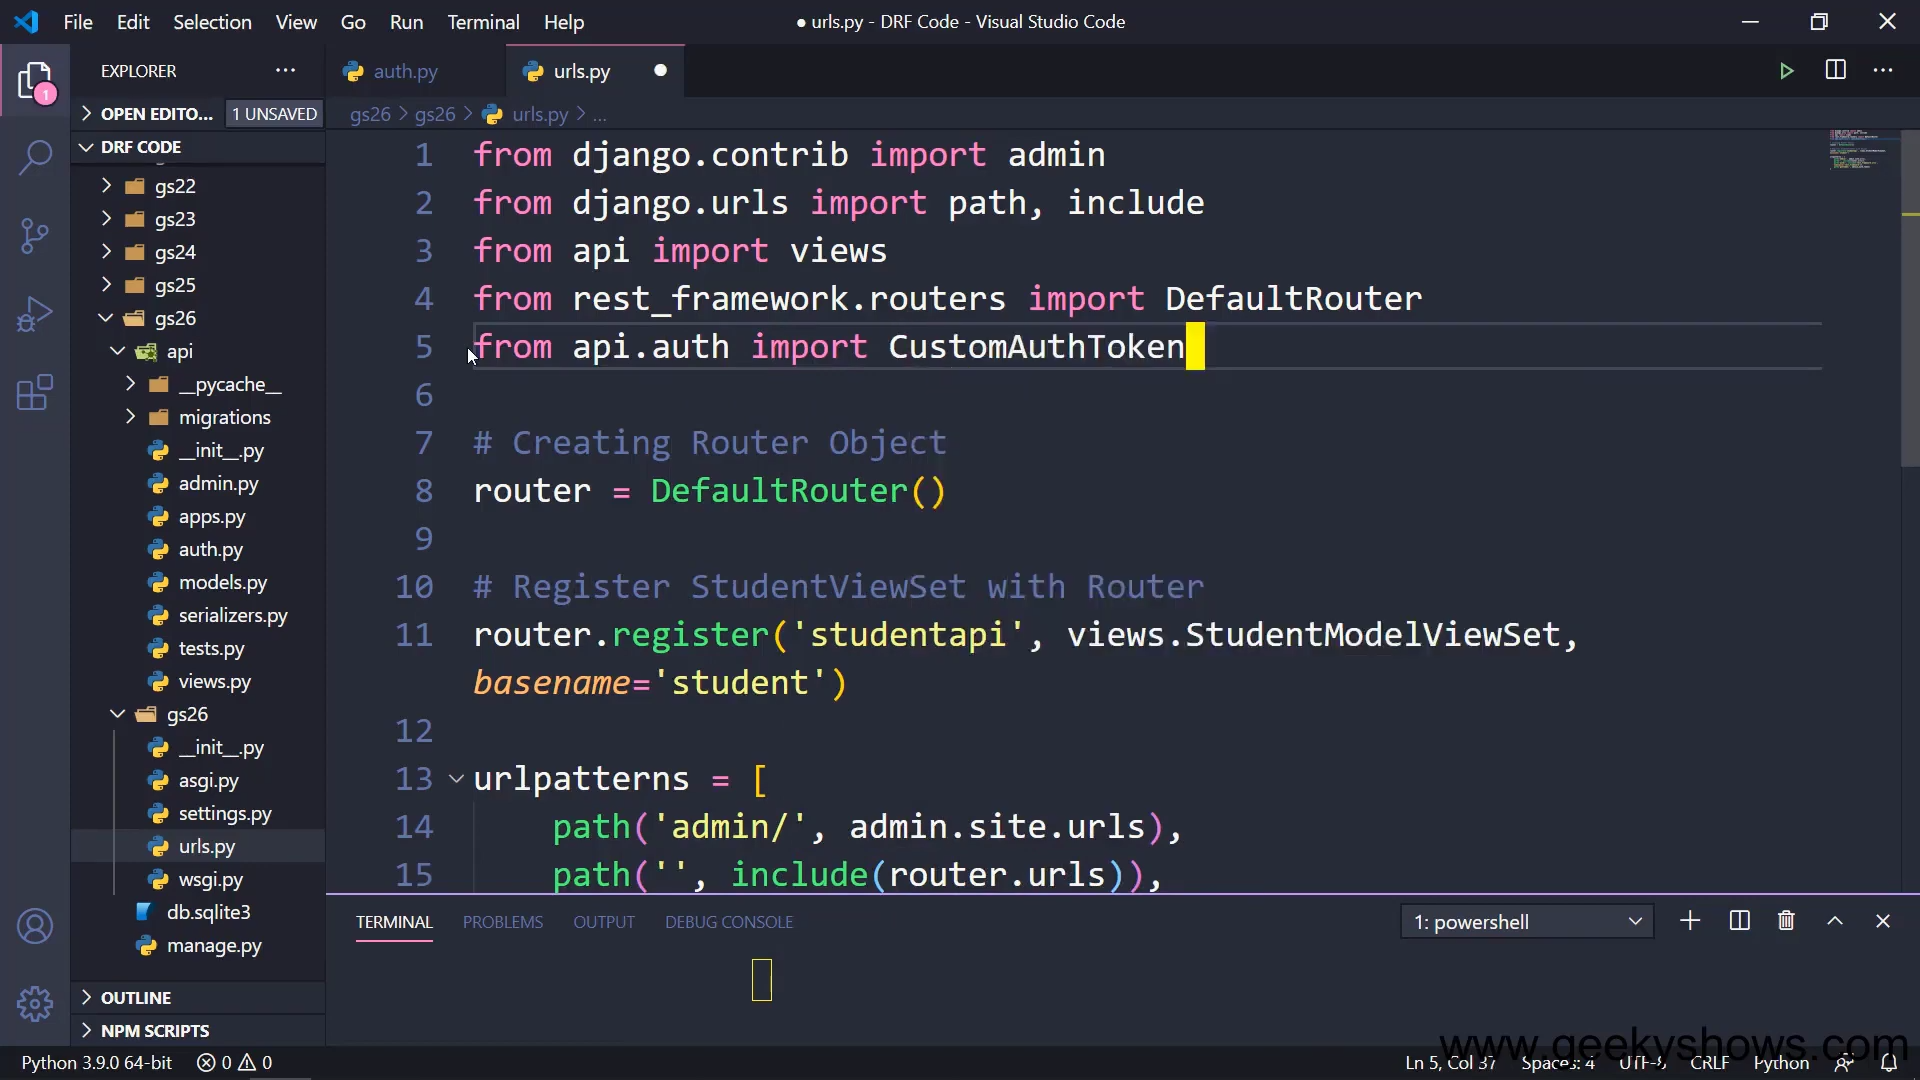 File Edit Selection View Go Run Terminal Help
● urls.py - DRF Code - Visual Studio Code
EXPLORER
auth.py
urls.py
OPEN EDITO... 1 UNSAVED
gs26 > gs26 > urls.py > ...
DRF CODE
gs22
gs23
gs24
gs25
gs26
api
__pycache__
migrations
__init__.py
admin.py
apps.py
auth.py
models.py
serializers.py
tests.py
views.py
gs26
__init__.py
asgi.py
settings.py
urls.py
wsgi.py
db.sqlite3
manage.py
OUTLINE
NPM SCRIPTS
1
1 from django.contrib import admin
2 from django.urls import path, include
3 from api import views
4 from rest_framework.routers import DefaultRouter
5 from api.auth import CustomAuthToken
6
7 # Creating Router Object
8 router = DefaultRouter()
9
10 # Register StudentViewSet with Router
11 router.register('studentapi', views.StudentModelViewSet,
basename='student')
12
13 urlpatterns = [
14 path('admin/', admin.site.urls),
15 path('', include(router.urls)),
TERMINAL PROBLEMS OUTPUT DEBUG CONSOLE
1: powershell
www.geekyshows.com
Python 3.9.0 64-bit 0 0
Ln 5, Col 37 Spaces: 4 UTF-8 CRLF Python